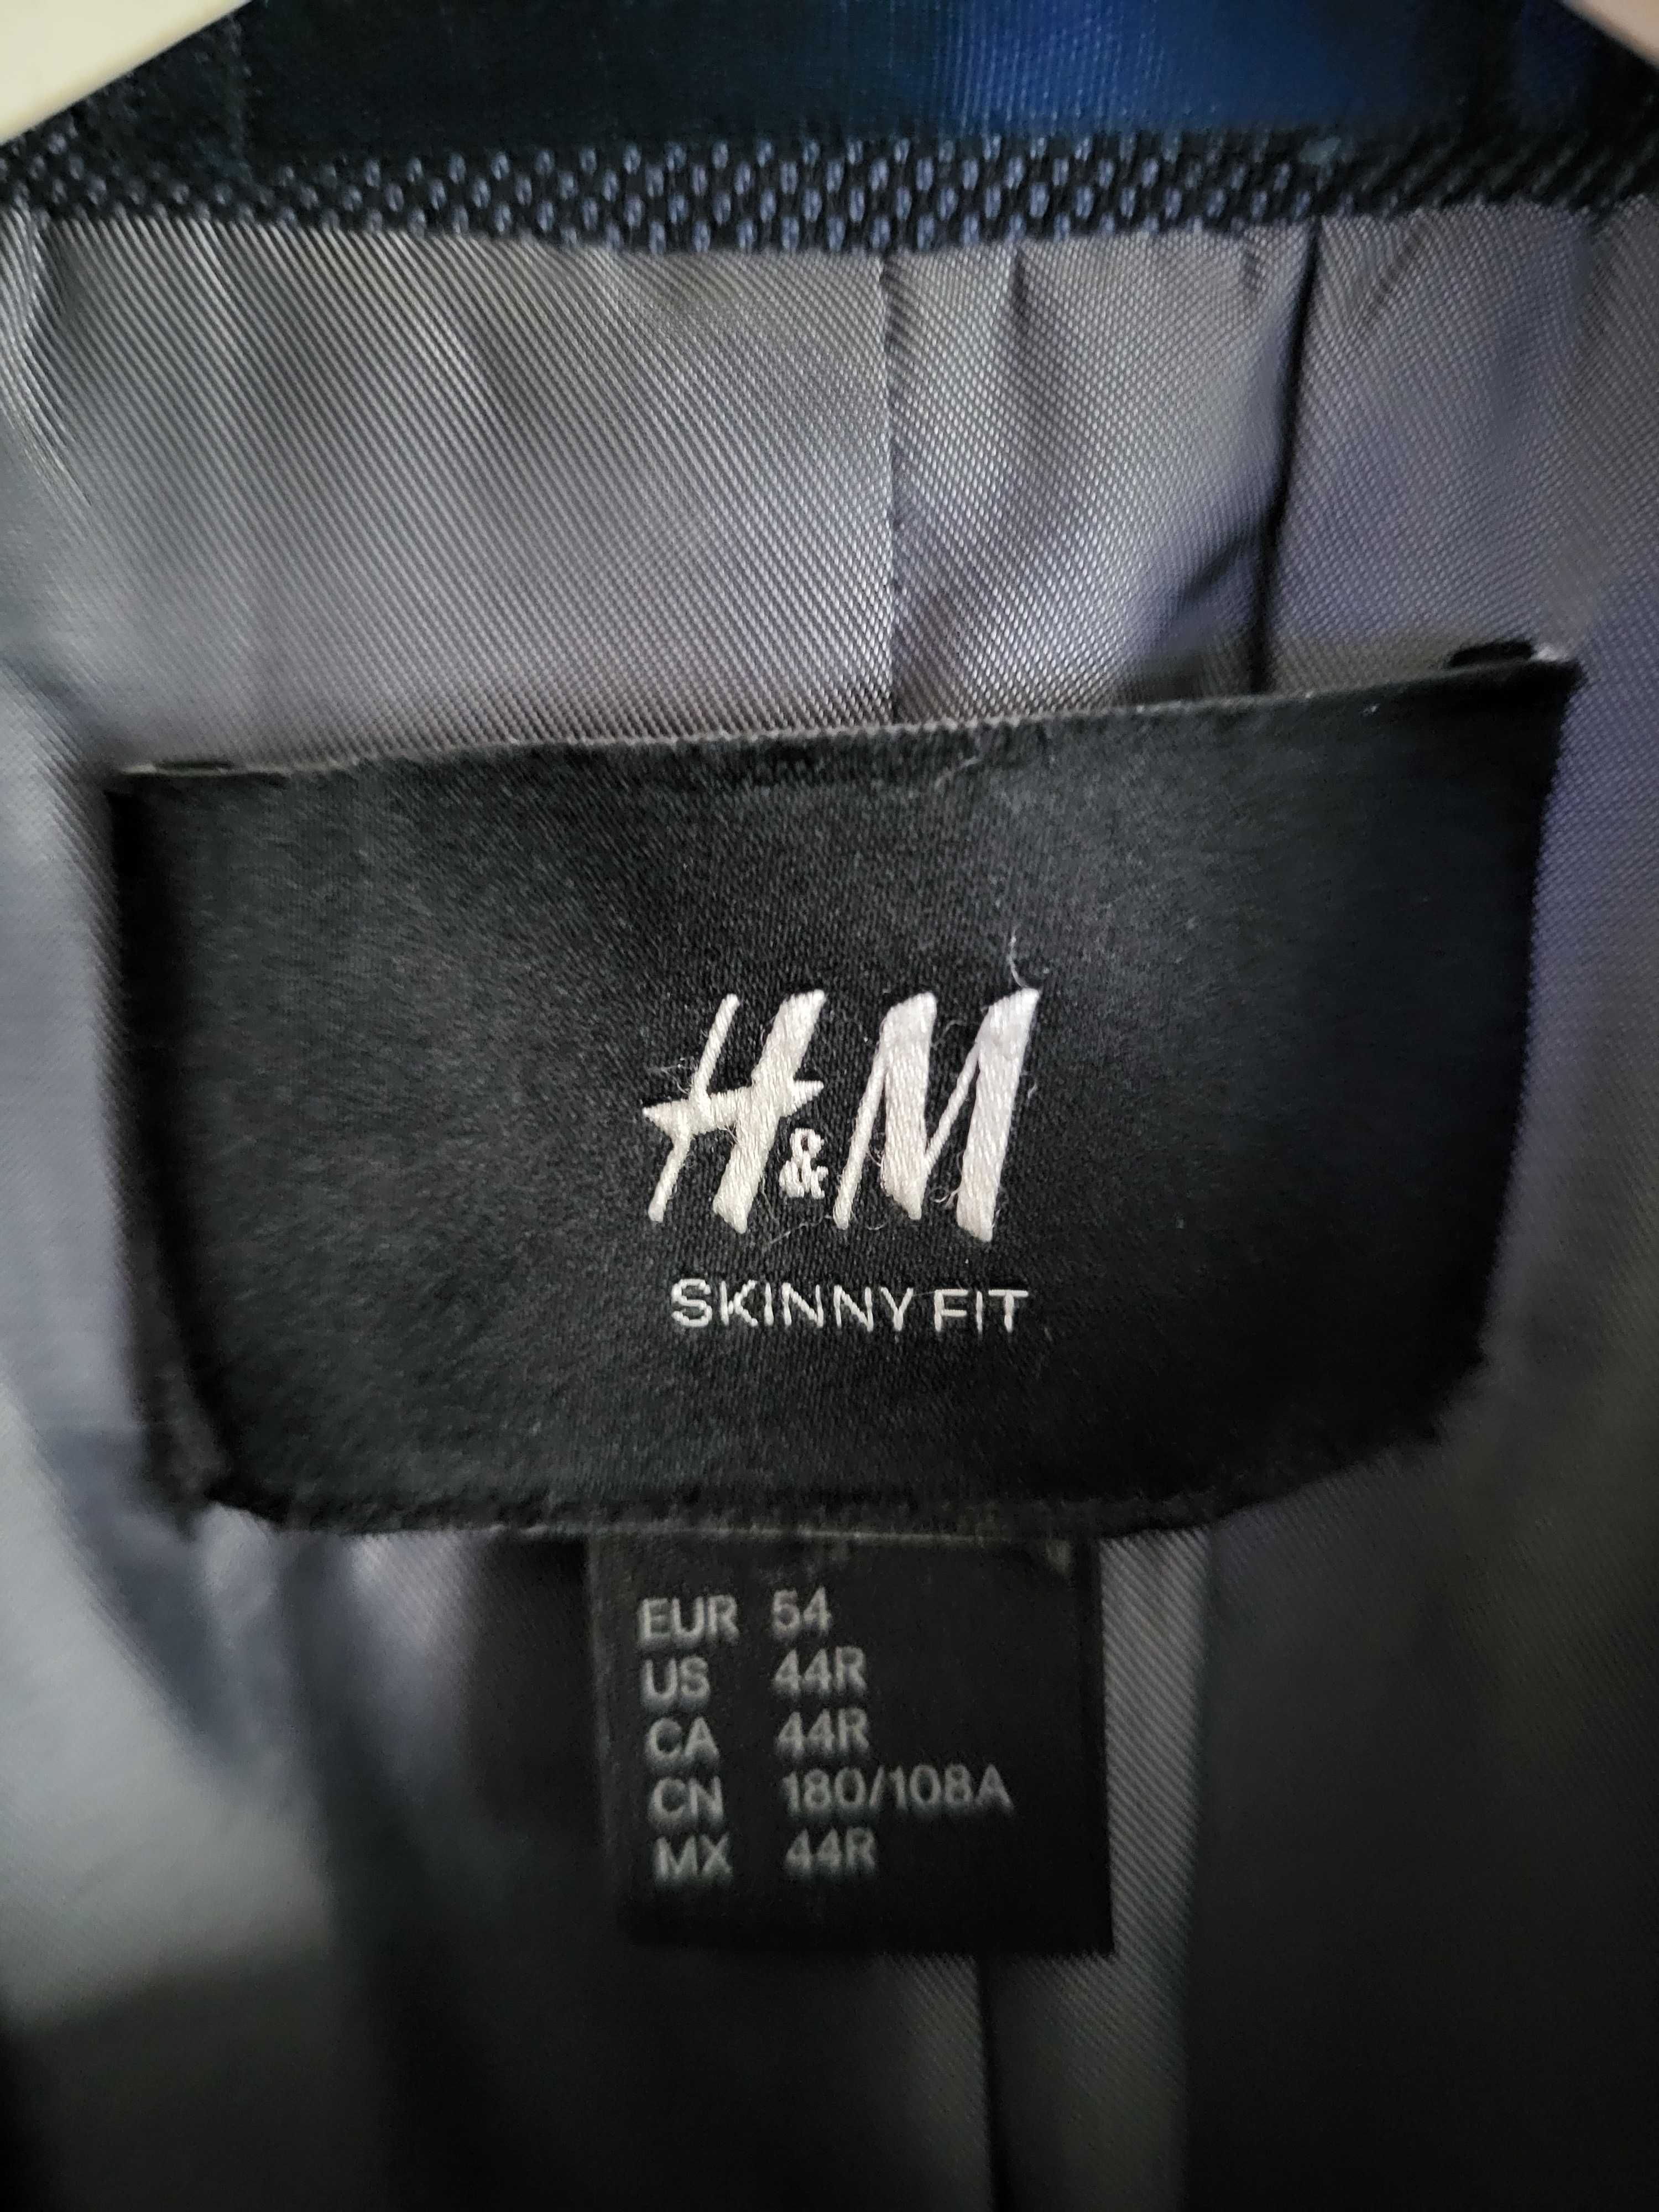 H&M
SKINNY FIT
EUR 54
US 44R
CA 44R
CN 180/108A
MX 44R